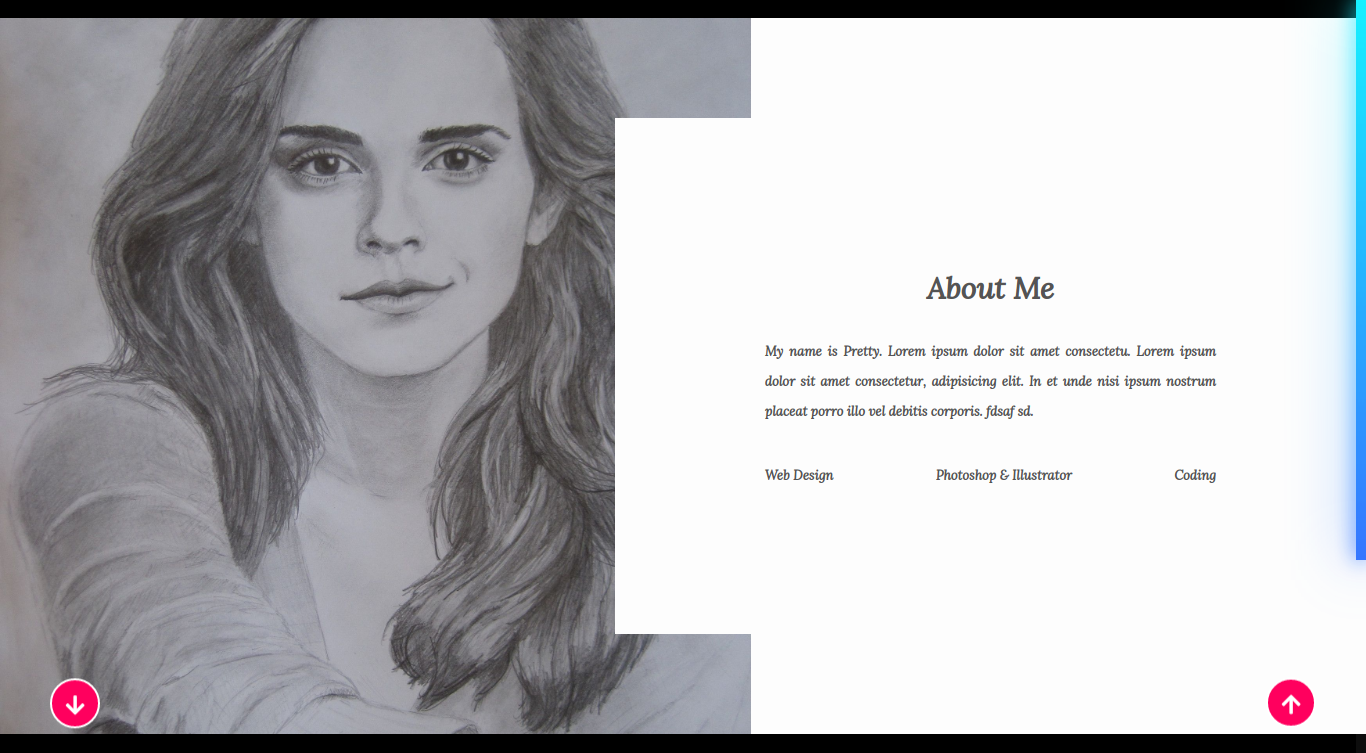 About Me
My name is Pretty. Lorem ipsum dolor sit amet consectetu. Lorem ipsum
dolor sit amet consectetur, adipisicing elit. In et unde nisi ipsum nostrum
placeat porro illo vel debitis corporis. fdsaf sd.
Web Design Photoshop & Illustrator Coding